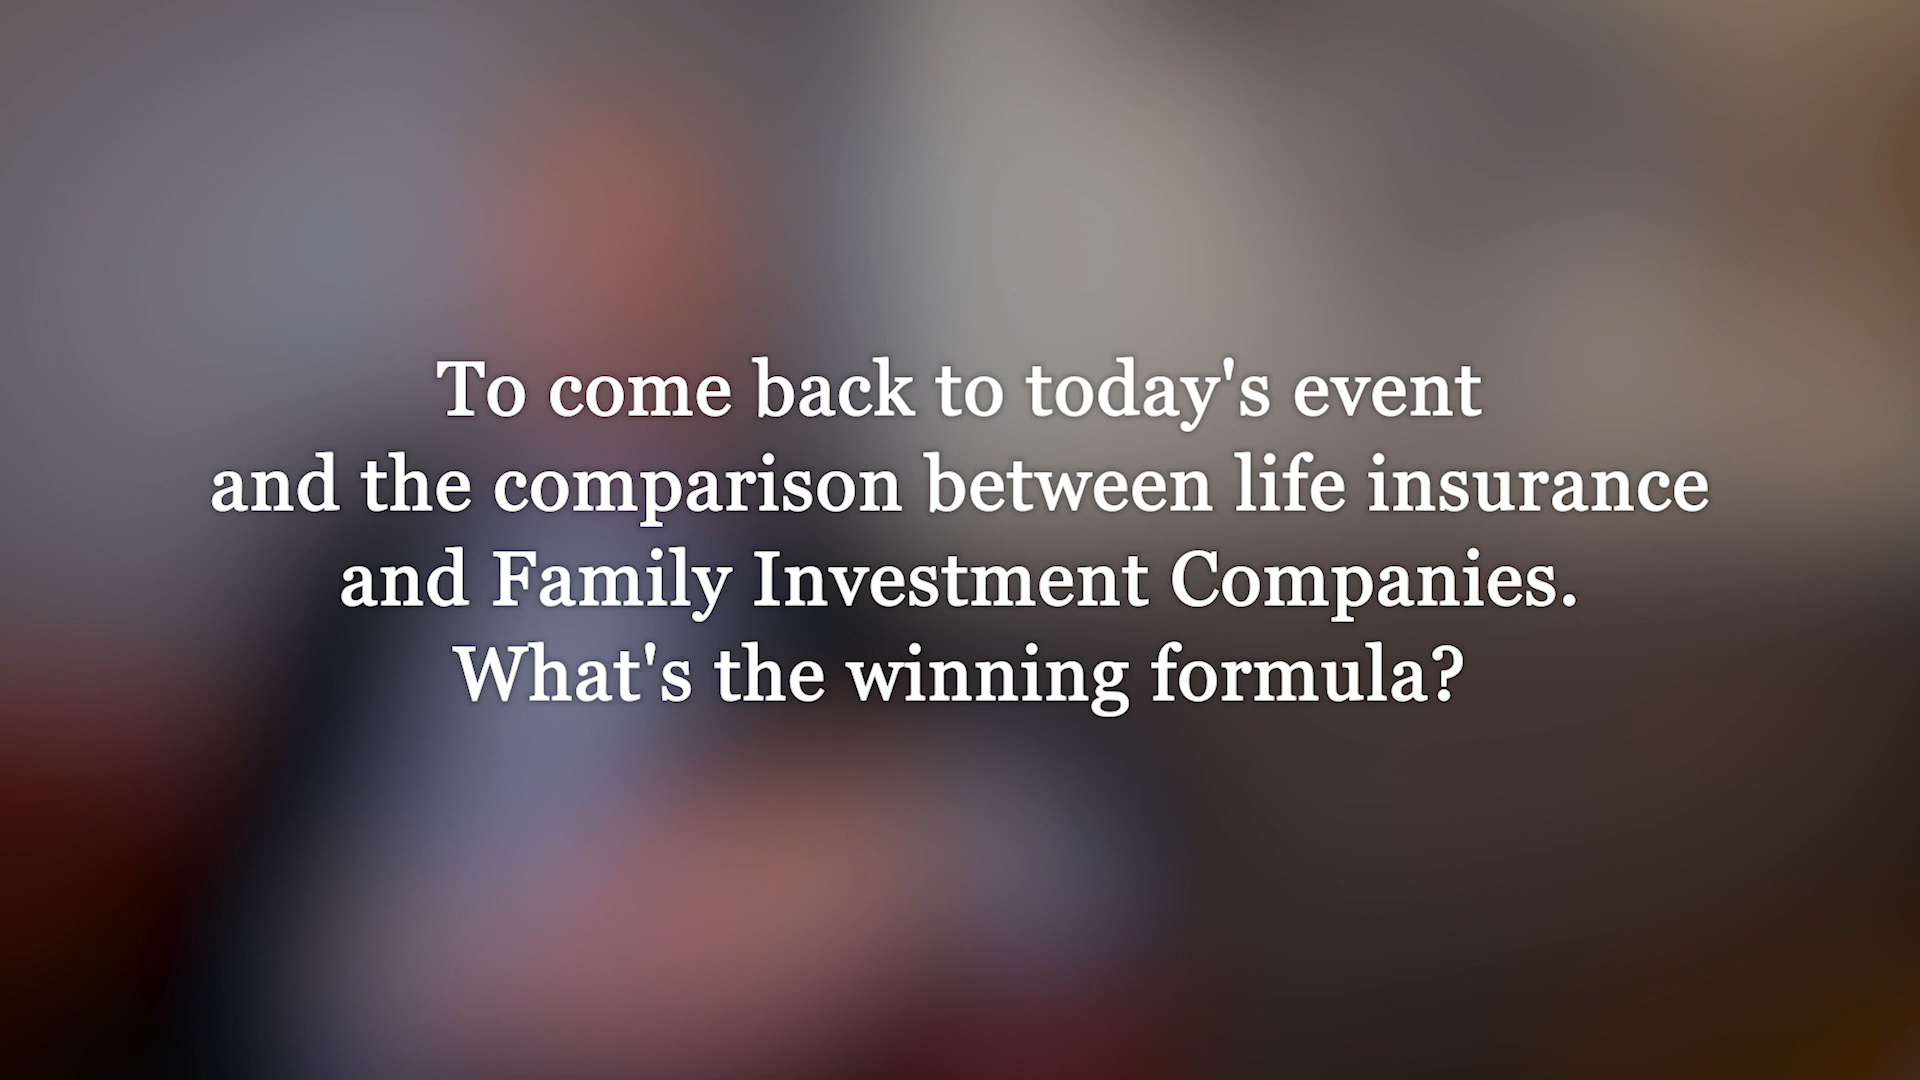 To come back to today's event
and the comparison between life insurance
and Family Investment Companies.
What's the winning formula?